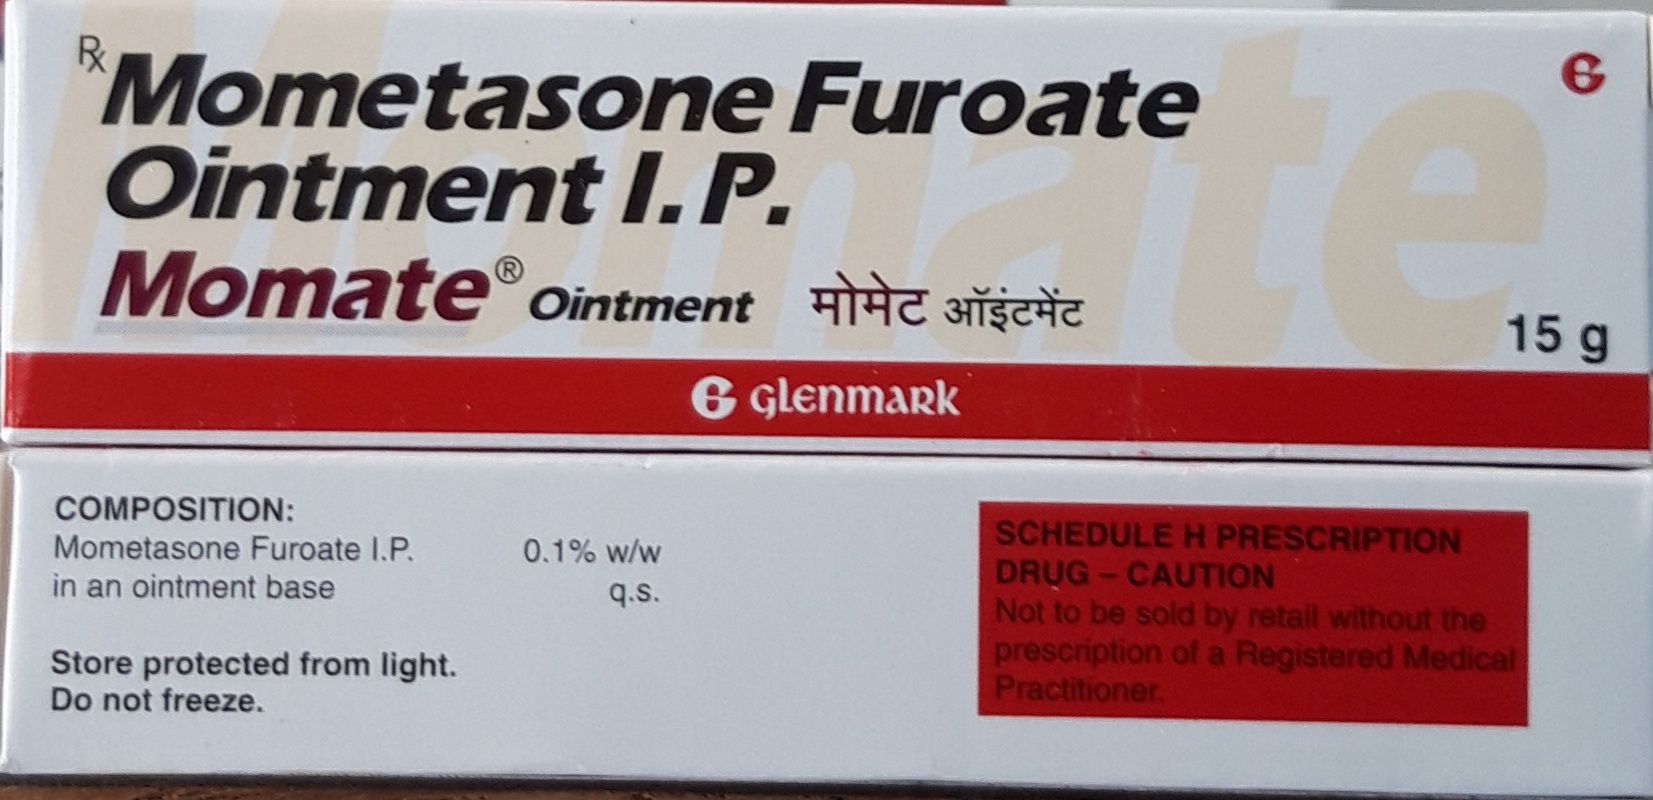 Rx Mometasone Furoate
Ointment I.P.
Momate® Ointment मोमेट ऑइंटमेंट
15 g
Momate
G GLENMARK
COMPOSITION:
Mometasone Furoate I.P. 0.1% w/w
in an ointment base q.s.
Store protected from light.
Do not freeze.
SCHEDULE H PRESCRIPTION
DRUG – CAUTION
Not to be sold by retail without the
prescription of a Registered Medical
Practitioner.